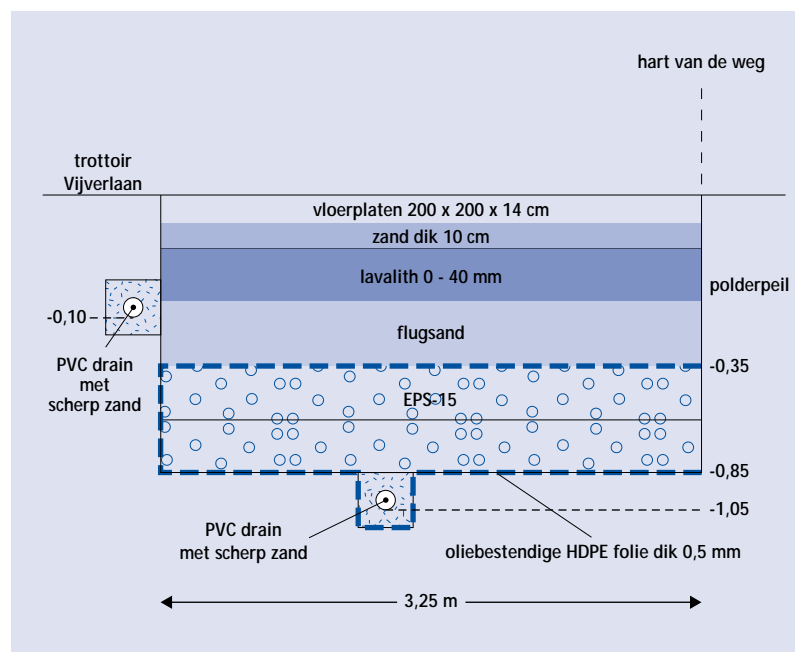 hart van de weg
trottoir
Vijverlaan
vloerplaten 200 x 200 x 14 cm
zand dik 10 cm
lavalith 0 - 40 mm
polderpeil
-0,10
flugsand
PVC drain
met
scherp zand
-0,35
EPS-15
-0,85
-1,05
PVC drain
met scherp zand
oliebestendige HDPE folie dik 0,5 mm
3,25 m